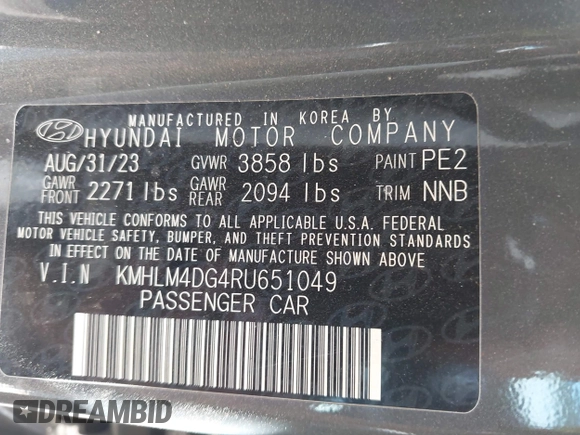 MANUFACTURED IN KOREA BY
HYUNDAI MOTOR COMPANY
AUG/31/23 GVWR 3858 lbs PAINT PE2
GAWR FRONT 2271 lbs GAWR REAR 2094 lbs TRIM NNB
THIS VEHICLE CONFORMS TO ALL APPLICABLE U.S.A. FEDERAL
MOTOR VEHICLE SAFETY, BUMPER, AND THEFT PREVENTION STANDARDS
IN EFFECT ON THE DATE OF MANUFACTURE SHOWN ABOVE
V.I.N KMHLM4DG4RU651049
PASSENGER CAR
DREAMBID